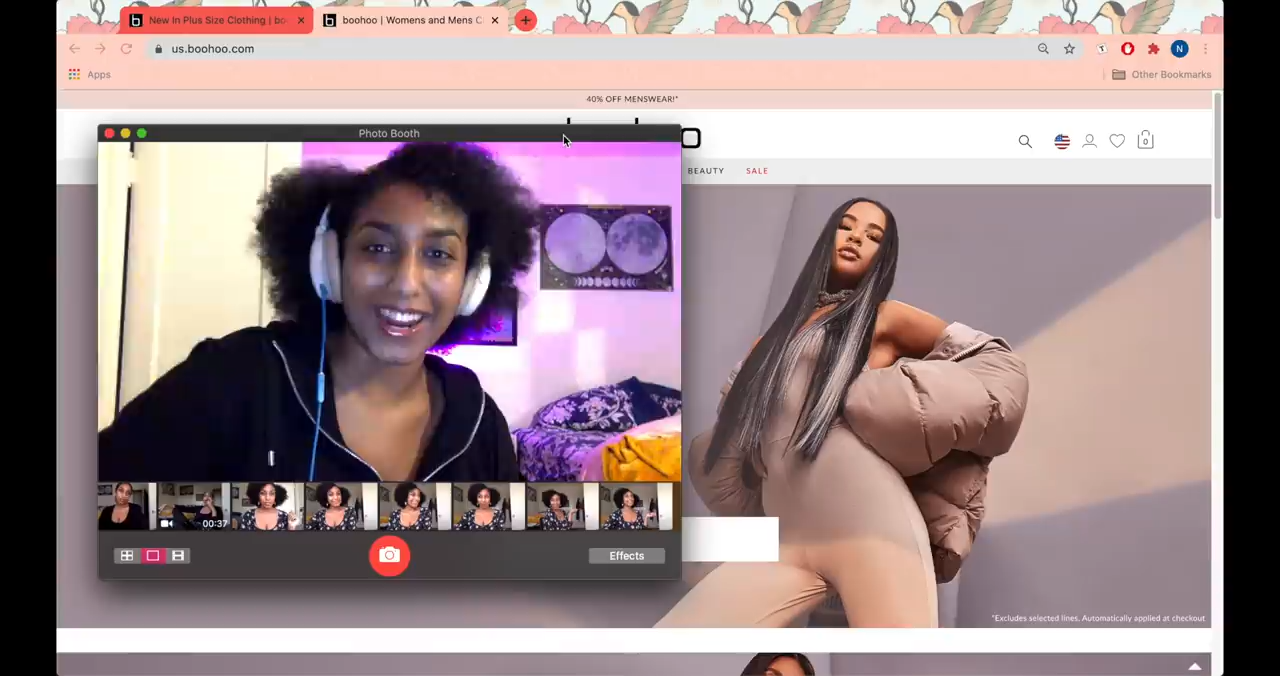 New In Plus Size Clothing | bo
boohoo | Womens and Mens C
us.boohoo.com
N
Apps
Other Bookmarks
40% OFF MENSWEAR!*
Photo Booth
0
BEAUTY
SALE
00:37
Effects
*Excludes selected lines. Automatically applied at checkout